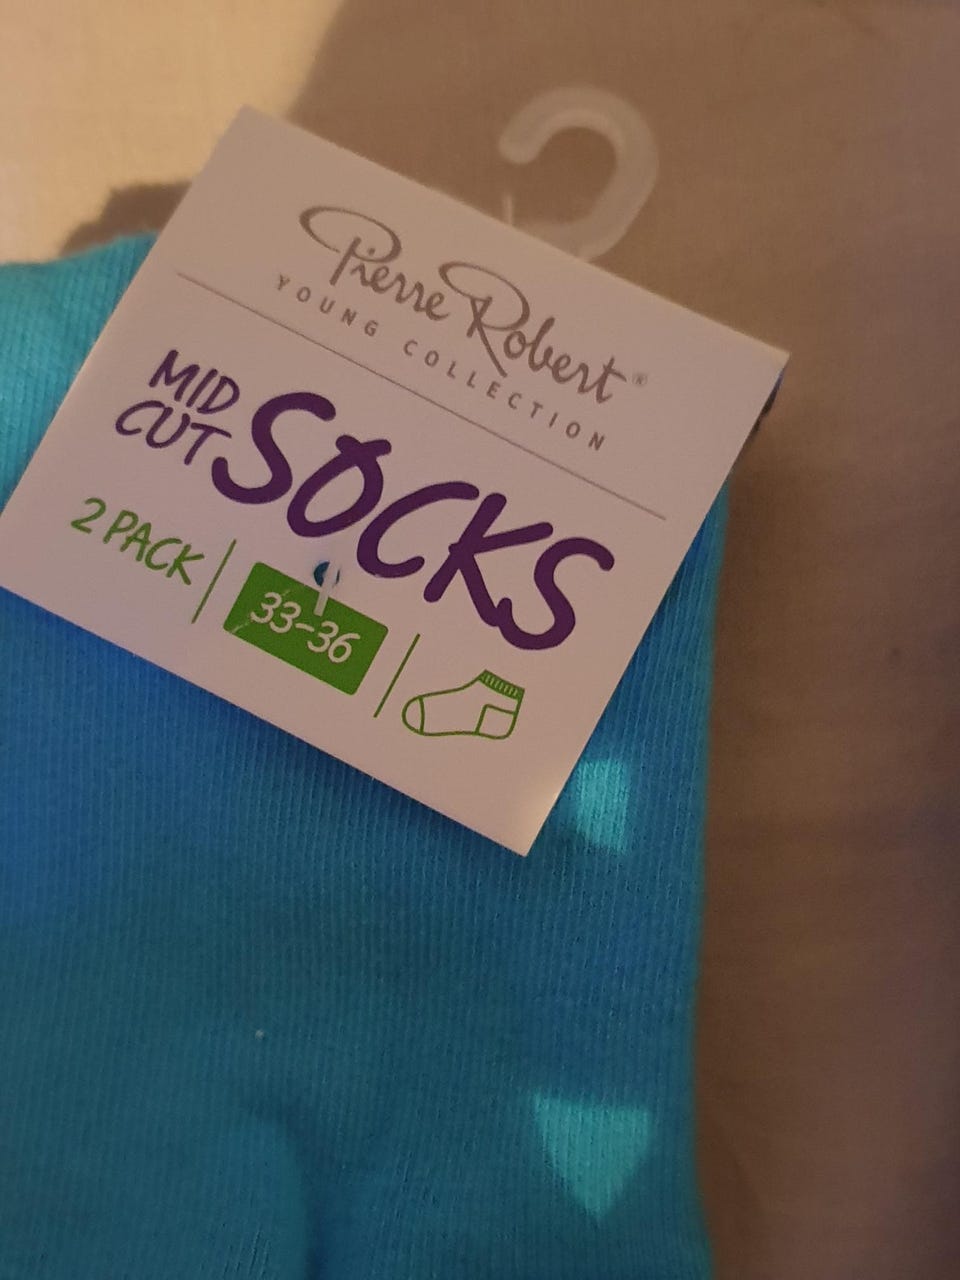 Pierre Robert®
YOUNG COLLECTION
MID
CUT SOCKS
2 PACK 33-36